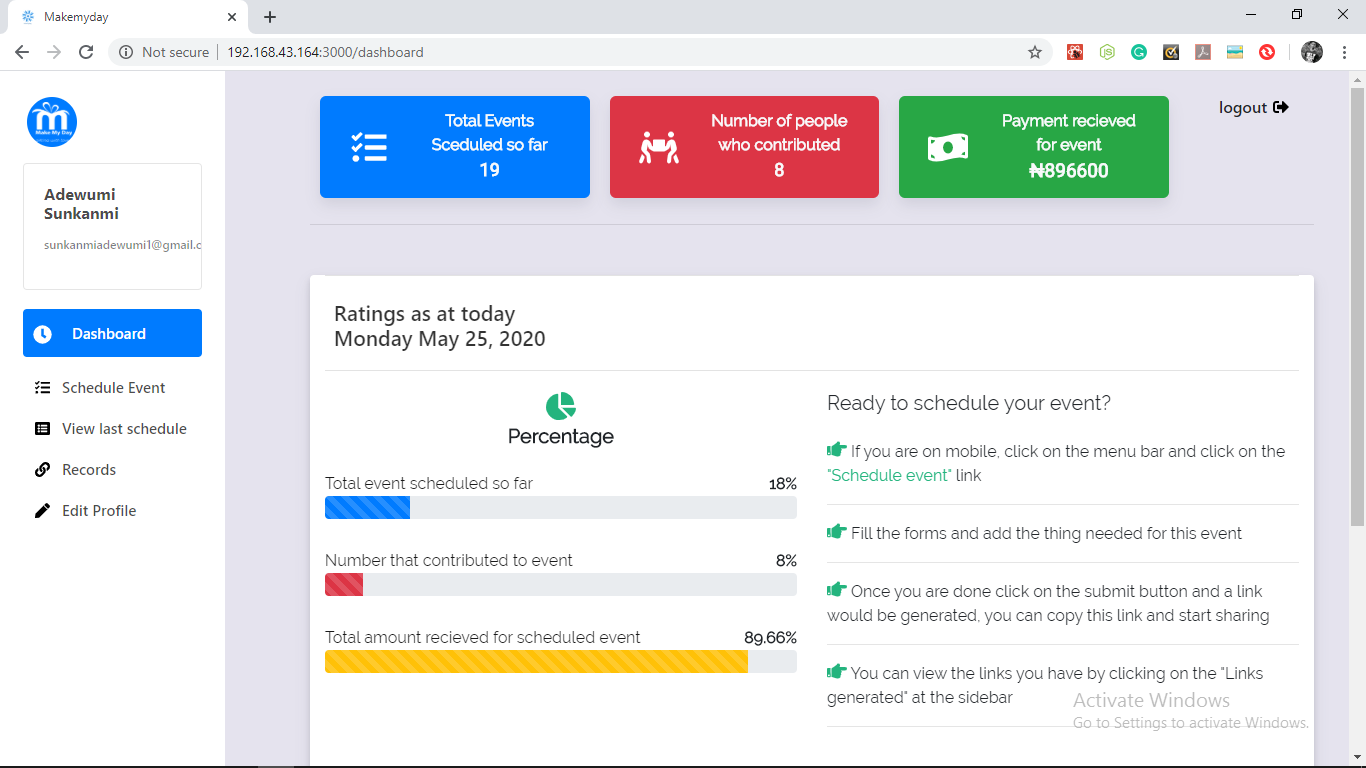 Makemyday
Not secure
192.168.43.164:3000/dashboard
m
Make My Day
Adewumi
Sunkanmi
sunkanmiadewumi1@gmail.c
Dashboard
Schedule Event
View last schedule
Records
Edit Profile
Total Events
Sceduled so far
19
Number of people
who contributed
8
Payment recieved
for event
₦896600
logout
Ratings as at today
Monday May 25, 2020
Percentage
Total event scheduled so far 18%
Number that contributed to event 8%
Total amount recieved for scheduled event 89.66%
Ready to schedule your event?
If you are on mobile, click on the menu bar and click on the
"Schedule event" link
Fill the forms and add the thing needed for this event
Once you are done click on the submit button and a link
would be generated, you can copy this link and start sharing
You can view the links you have by clicking on the "Links
generated" at the sidebar
Activate Windows
Go to Settings to activate Windows.